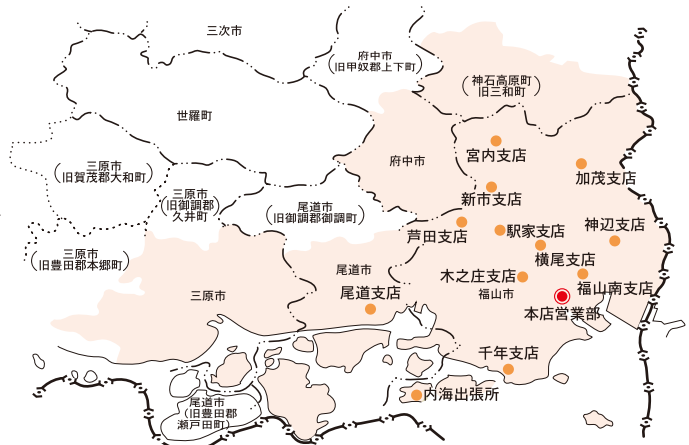 三次市
府中市
(旧甲奴郡上下町)
神石高原町
(旧三和町)
世羅町
宮内支店
府中市
加茂支店
三原市
(旧賀茂郡大和町)
新市支店
三原市
(旧御調郡
久井町)
尾道市
(旧御調郡御調町)
芦田支店
駅家支店
神辺支店
三原市
(旧豊田郡本郷町)
横尾支店
尾道市
木之庄支店
福山南支店
三原市
尾道支店
福山市
本店営業部
千年支店
内海出張所
尾道市
(旧豊田郡
瀬戸田町)